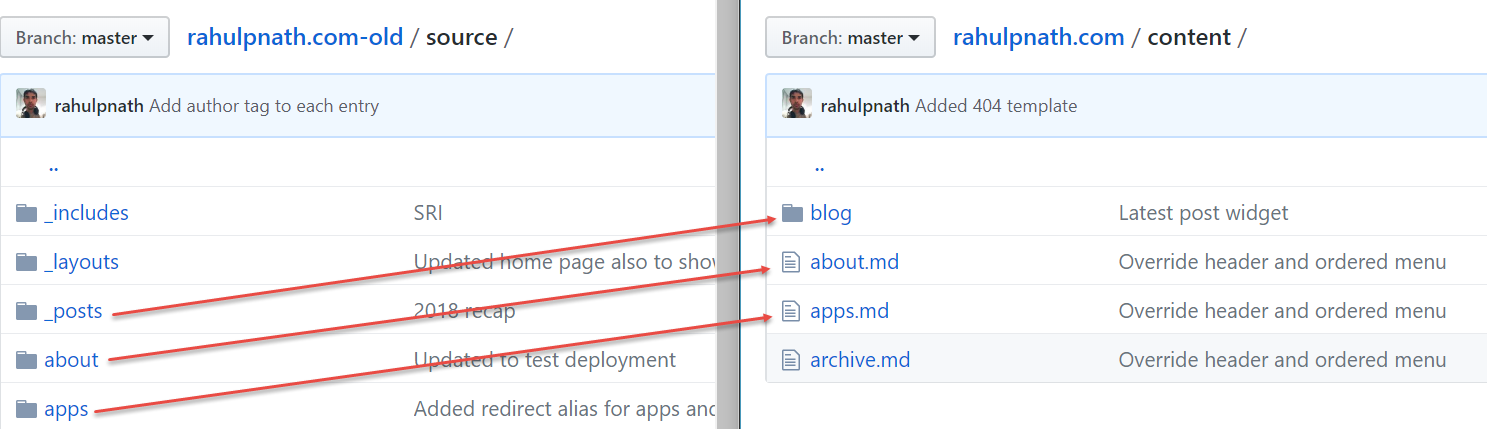 Branch: master
rahulpnath.com-old / source /
rahulpnath Add author tag to each entry
..
_includes SRI
_layouts Updated home page also to show
_posts 2018 recap
about Updated to test deployment
apps Added redirect alias for apps and
Branch: master
rahulpnath.com / content /
rahulpnath Added 404 template
..
blog Latest post widget
about.md Override header and ordered menu
apps.md Override header and ordered menu
archive.md Override header and ordered menu